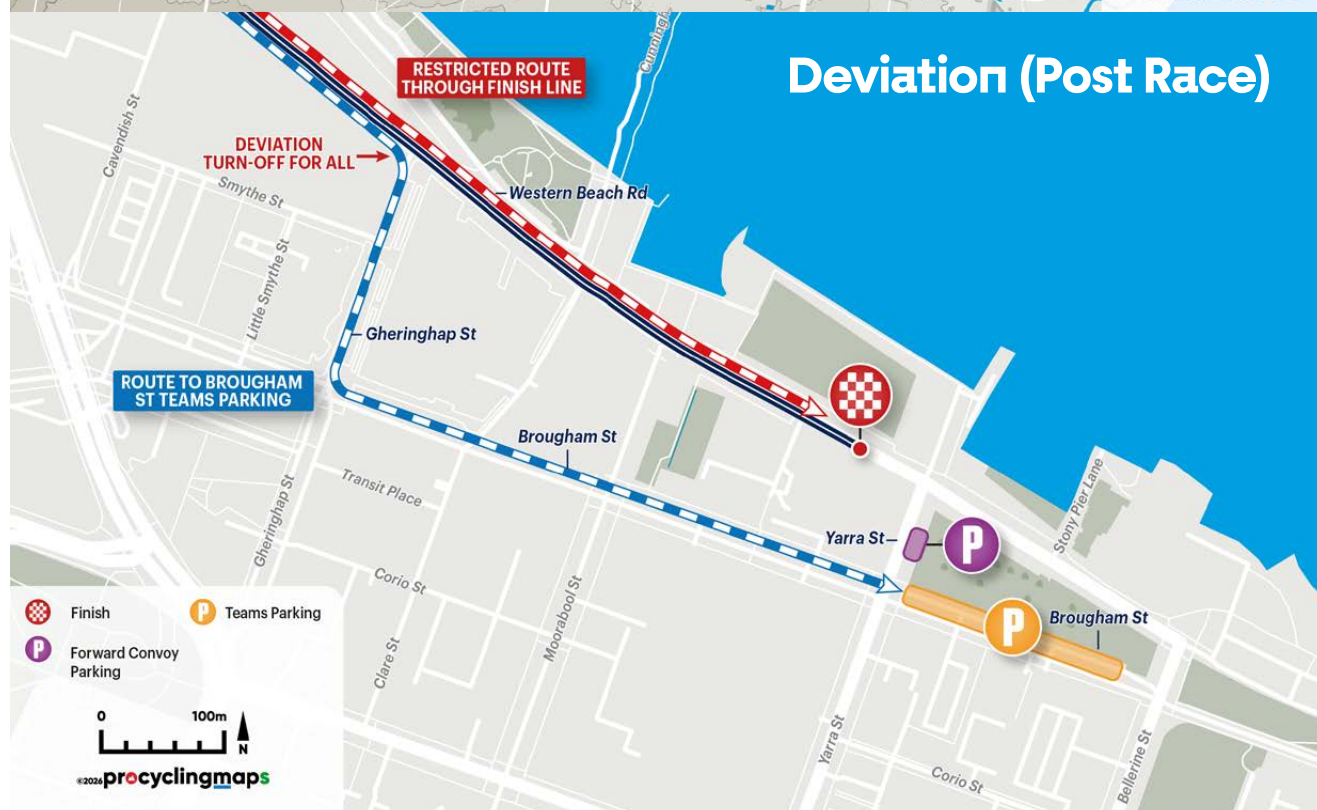 Deviation (Post Race)
RESTRICTED ROUTE
THROUGH FINISH LINE
Cavendish St
DEVIATION
TURN-OFF FOR ALL
Smythe St
Western Beach Rd
Little Smythe St
Gheringhap St
ROUTE TO BROUGHAM
ST TEAMS PARKING
Brougham St
Transit Place
Gheringhap St
Stony Pier Lane
Yarra St
P
Corio St
Moorabool St
Clare St
P
Brougham St
Yarra St
Bellerine St
Corio St
Finish
P Teams Parking
P Forward Convoy
Parking
0 100m
N
©2026 procyclingmaps